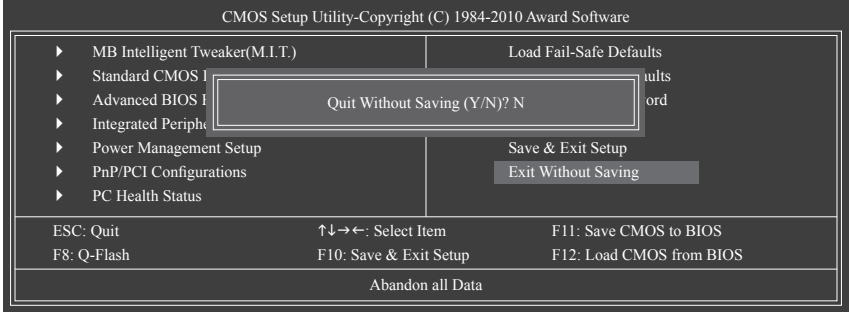 CMOS Setup Utility-Copyright (C) 1984-2010 Award Software
MB Intelligent Tweaker(M.I.T.)
Standard CMOS
Advanced BIOS
Integrated
Power Management Setup
PnP/PCI Configurations
PC Health Status
Load Fail-Safe Defaults
Save & Exit Setup
Exit Without Saving
Quit Without Saving (Y/N)? N
ESC: Quit
↑↓→←: Select Item
F11: Save CMOS to BIOS
F8: Q-Flash
F10: Save & Exit Setup
F12: Load CMOS from BIOS
Abandon all Data